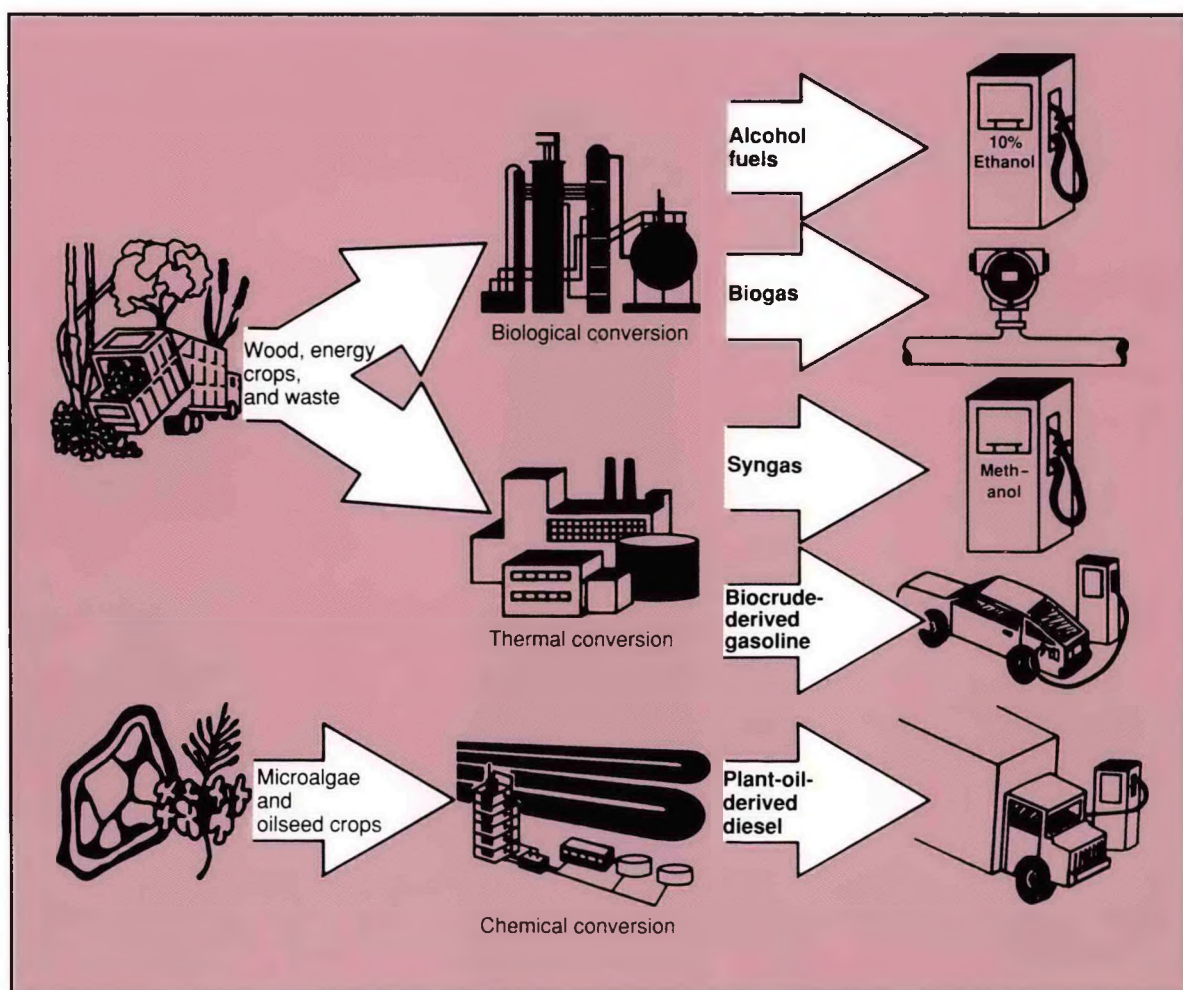 Alcohol
fuels
10%
Ethanol
Biological conversion
Biogas
Wood, energy
crops,
and waste
Syngas
Meth-
anol
Thermal conversion
Biocrude-
derived
gasoline
Microalgae
and
oilseed crops
Plant-oil-
derived
diesel
Chemical conversion